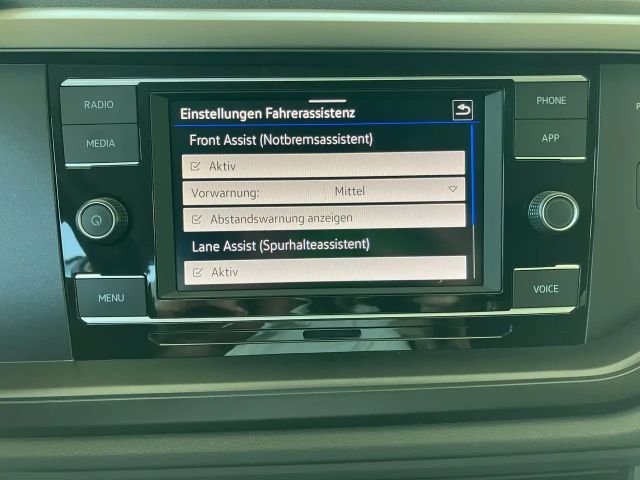 RADIO
MEDIA
MENU
Einstellungen Fahrerassistenz
Front Assist (Notbremsassistent)
Aktiv
Vorwarnung: Mittel
Abstandswarnung anzeigen
Lane Assist (Spurhalteassistent)
Aktiv
PHONE
APP
VOICE